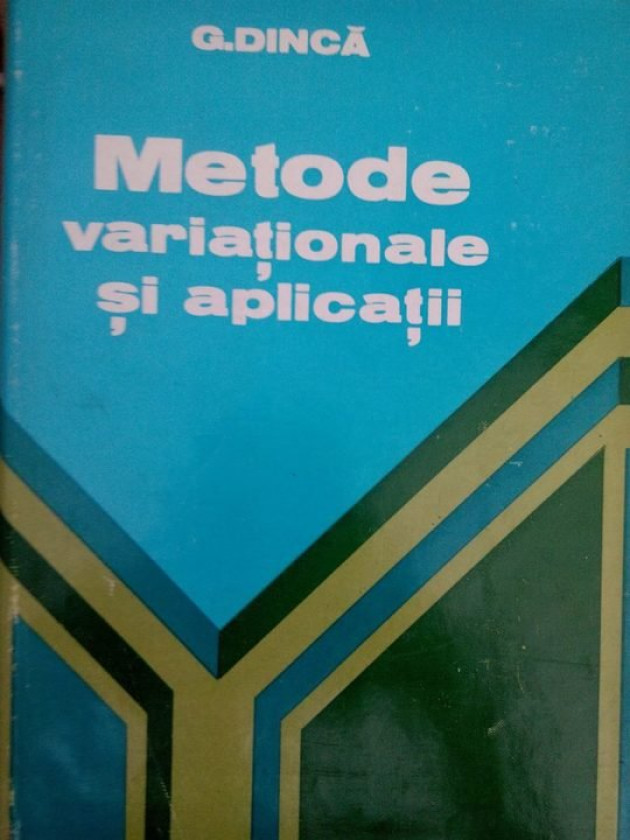 G.DINCĂ
Metode
variaționale
și aplicații